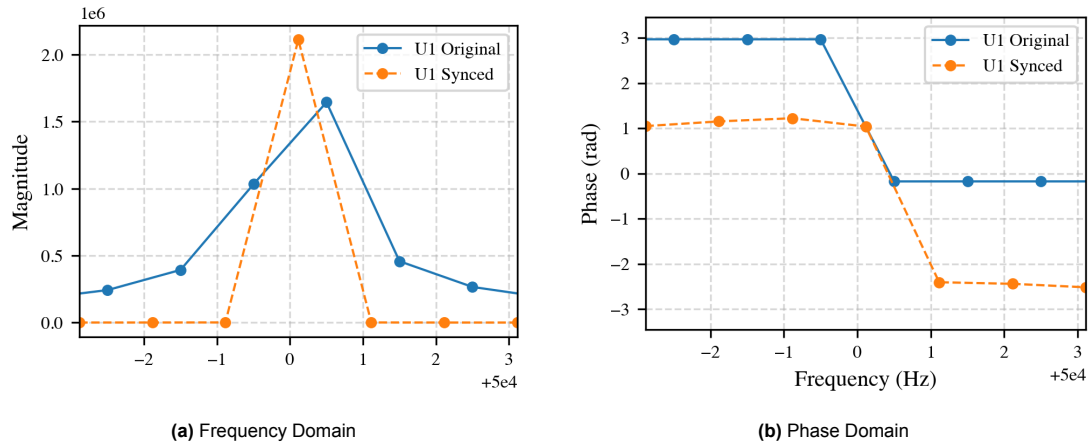 1e6
Magnitude
2.0
1.5
1.0
0.5
0.0
U1 Original
U1 Synced
−2 −1 0 1 2 3
+5e4
(a) Frequency Domain
Phase (rad)
3
2
1
0
−1
−2
−3
U1 Original
U1 Synced
−2 −1 0 1 2 3
Frequency (Hz) +5e4
(b) Phase Domain